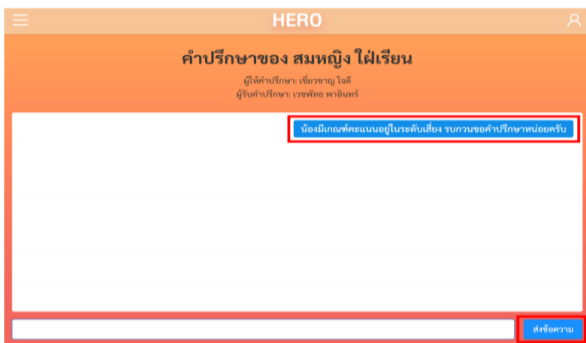 HERO
คำปรึกษาของ สมหญิง ใฝ่เรียน
ผู้ให้คำปรึกษา: เชี่ยวชาญ ใจดี
ผู้รับคำปรึกษา: เวชพัทธ พาอินทร์
น้องมีเกณฑ์คะแนนอยู่ในระดับเสี่ยง รบกวนขอคำปรึกษาหน่อยครับ
ส่งข้อความ